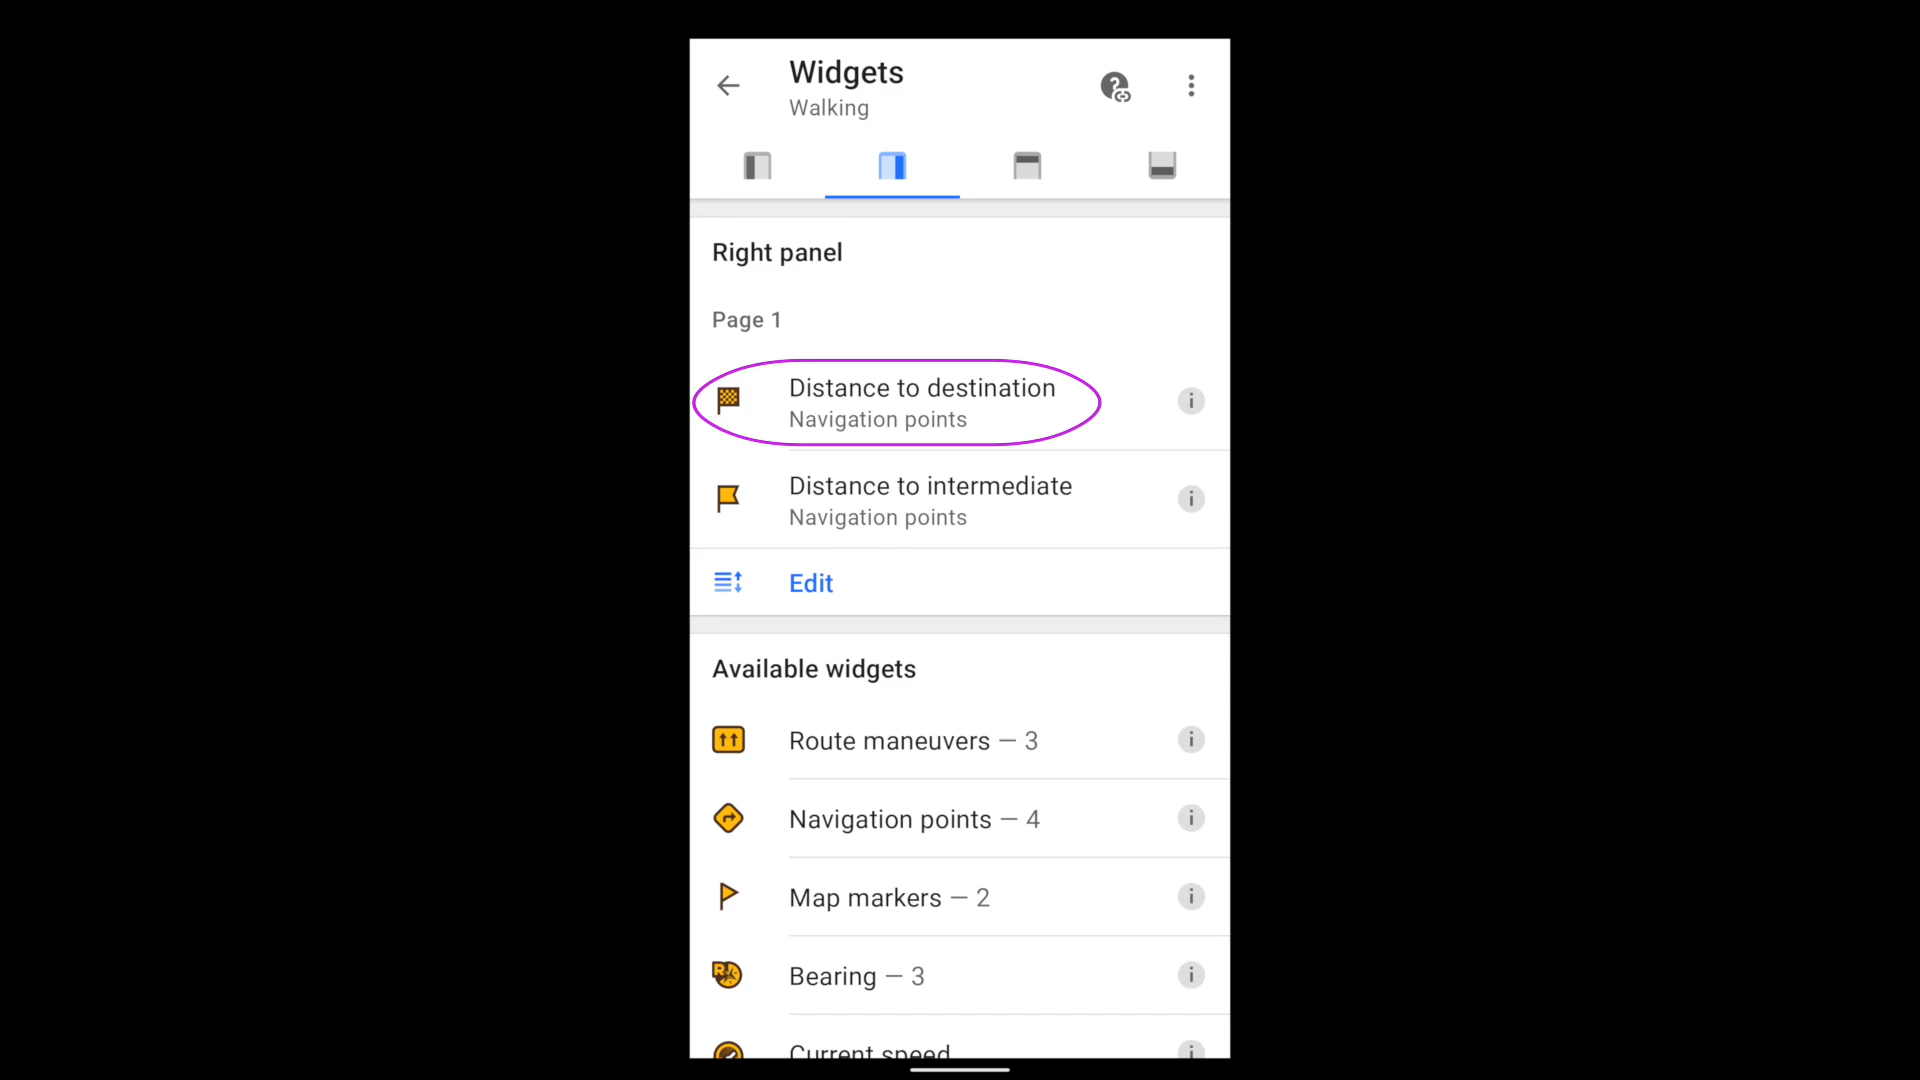 Widgets
Walking
Right panel
Page 1
Distance to destination
Navigation points
Distance to intermediate
Navigation points
Edit
Available widgets
Route maneuvers — 3
Navigation points — 4
Map markers — 2
Bearing — 3
Current speed